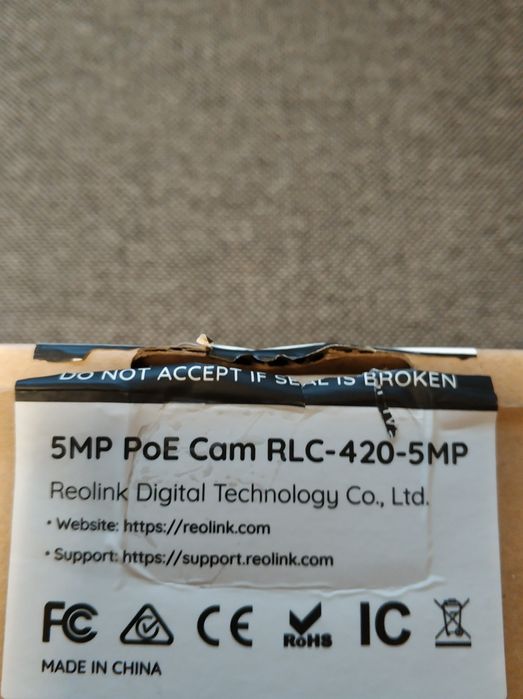 DO NOT ACCEPT IF SEAL IS BROKEN
5MP PoE Cam RLC-420-5MP
Reolink Digital Technology Co., Ltd.
• Website: https://reolink.com
• Support: https://support.reolink.com
FC CE RoHS IC
MADE IN CHINA